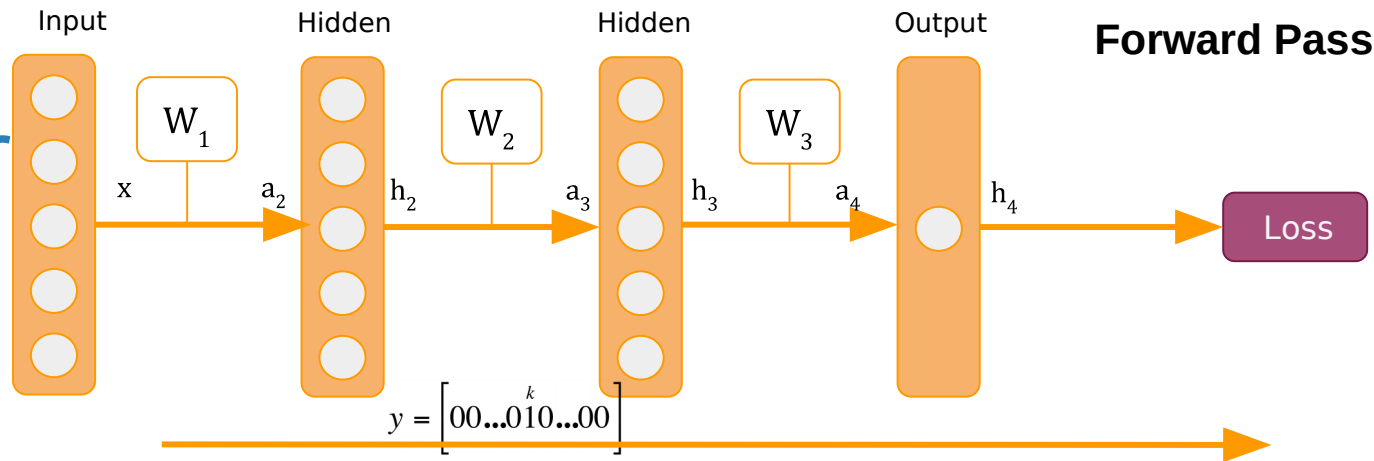 Input Hidden Hidden Output
Forward Pass
W₁ W₂ W₃
x a₂ h₂ a₃ h₃ a₄ h₄
Loss
k
y = [00...010...00]